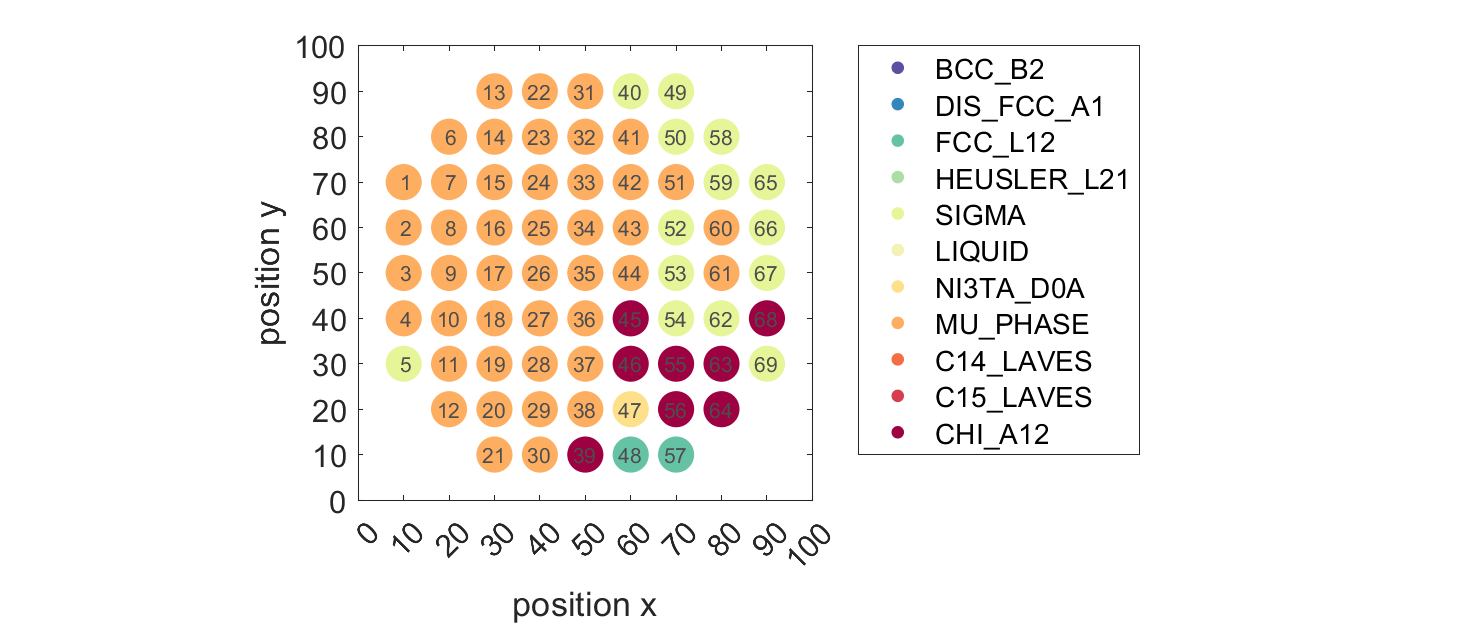 100
90 13 22 31 40 49
80 6 14 23 32 41 50 58
70 1 7 15 24 33 42 51 59 65
60 2 8 16 25 34 43 52 60 66
50 3 9 17 26 35 44 53 61 67
40 4 10 18 27 36 45 54 62 68
30 5 11 19 28 37 46 55 63 69
20 12 20 29 38 47 56 64
10 21 30 39 48 57
0
0 10 20 30 40 50 60 70 80 90 100
position x
position y
BCC_B2
DIS_FCC_A1
FCC_L12
HEUSLER_L21
SIGMA
LIQUID
NI3TA_D0A
MU_PHASE
C14_LAVES
C15_LAVES
CHI_A12